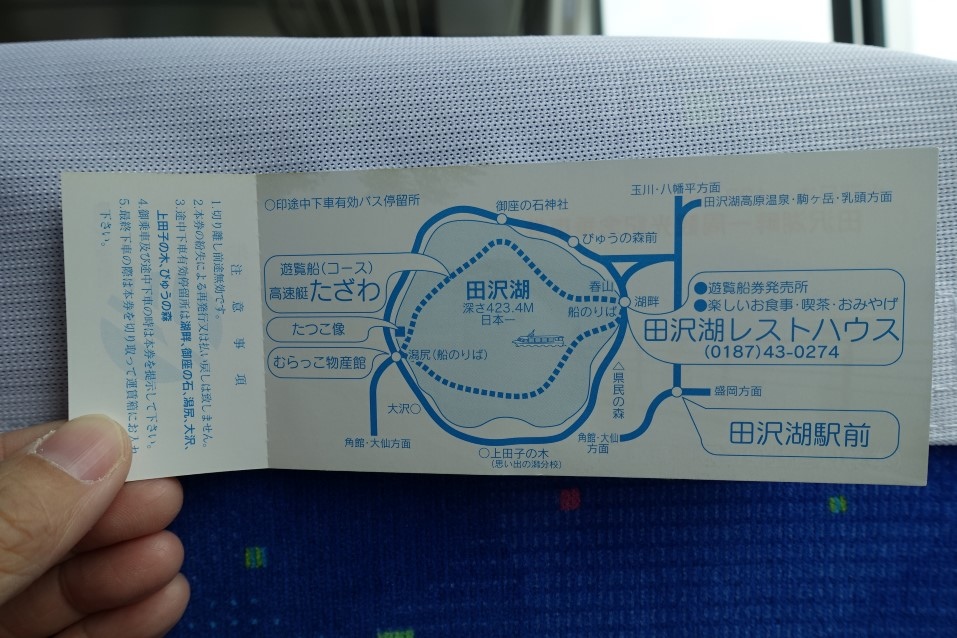 注意事項
1.切り離し前途無効です。
2.本券の紛失による再発行又は払い戻しは致しません。
3.途中下車有効停留所は湖畔、御座の石、潟尻、大沢、
上田子の木、びゅうの森
4.御乗車及び途中下車の時は本券を提示して下さい。
5.最終下車の際は本券を切り取って運賃箱にお入れ
下さい。
○印途中下車有効バス停留所
御座の石神社
びゅうの森前
玉川・八幡平方面
田沢湖高原温泉・駒ヶ岳・乳頭方面
遊覧船(コース)
高速艇たざわ
たつこ像
むらっこ物産館
潟尻(船のりば)
田沢湖
深さ423.4M
日本一
春山
船のりば
湖畔
●遊覧船券発売所
●楽しいお食事・喫茶・おみやげ
田沢湖レストハウス
(0187)43-0274
△県民の森
盛岡方面
田沢湖駅前
大沢○
角館・大仙方面
○上田子の木
(思い出の潟分校)
角館・大仙
方面